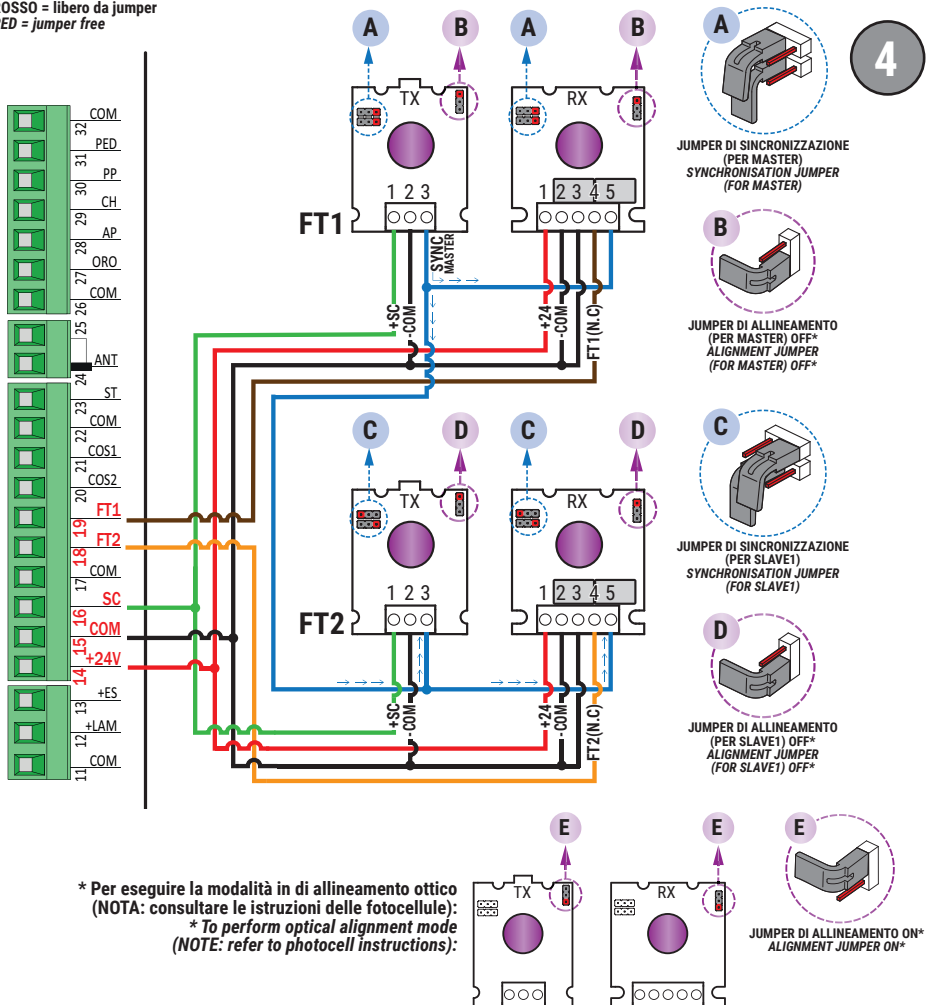 ROSSO = libero da jumper
RED = jumper free
4
A
B
A
B
TX
RX
1 2 3
1 2 3 4 5
FT1
SYNC
MASTER
+SC
-COM
+24
-COM
FT1(N.C)
COM
32
PED
31
PP
30
CH
29
AP
28
ORO
27
COM
26
25
ANT
24
ST
23
COM
22
COS1
21
COS2
20
FT1
19
FT2
18
COM
17
SC
16
COM
15
+24V
14
+ES
13
+LAM
12
COM
11
C
D
C
D
TX
RX
1 2 3
1 2 3 4 5
FT2
+SC
-COM
+24
-COM
FT2(N.C)
A
JUMPER DI SINCRONIZZAZIONE
(PER MASTER)
SYNCHRONISATION JUMPER
(FOR MASTER)
B
JUMPER DI ALLINEAMENTO
(PER MASTER) OFF*
ALIGNMENT JUMPER
(FOR MASTER) OFF*
C
JUMPER DI SINCRONIZZAZIONE
(PER SLAVE1)
SYNCHRONISATION JUMPER
(FOR SLAVE1)
D
JUMPER DI ALLINEAMENTO
(PER SLAVE1) OFF*
ALIGNMENT JUMPER
(FOR SLAVE1) OFF*
* Per eseguire la modalità in di allineamento ottico
(NOTA: consultare le istruzioni delle fotocellule):
* To perform optical alignment mode
(NOTE: refer to photocell instructions):
E
E
TX
RX
E
JUMPER DI ALLINEAMENTO ON*
ALIGNMENT JUMPER ON*